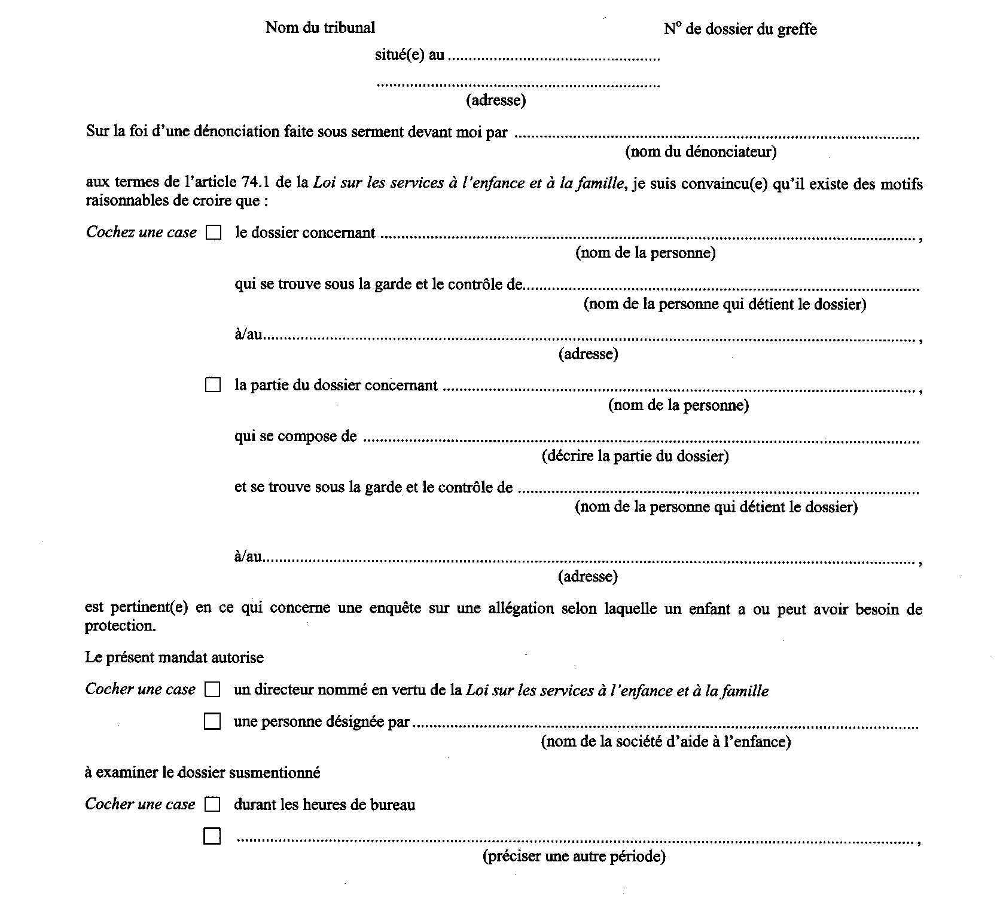 Nom du tribunal
N° de dossier du greffe
situé(e) au ..................................................
..................................................
(adresse)
Sur la foi d'une dénonciation faite sous serment devant moi par ..................................................
(nom du dénonciateur)
aux termes de l'article 74.1 de la Loi sur les services à l'enfance et à la famille, je suis convaincu(e) qu'il existe des motifs
raisonnables de croire que :
Cochez une case ☐ le dossier concernant .................................................. ,
(nom de la personne)
qui se trouve sous la garde et le contrôle de..................................................
(nom de la personne qui détient le dossier)
à/au.................................................. ,
(adresse)
☐ la partie du dossier concernant .................................................. ,
(nom de la personne)
qui se compose de ..................................................
(décrire la partie du dossier)
et se trouve sous la garde et le contrôle de ..................................................
(nom de la personne qui détient le dossier)
à/au.................................................. ,
(adresse)
est pertinent(e) en ce qui concerne une enquête sur une allégation selon laquelle un enfant a ou peut avoir besoin de
protection.
Le présent mandat autorise
Cocher une case ☐ un directeur nommé en vertu de la Loi sur les services à l'enfance et à la famille
☐ une personne désignée par..................................................
(nom de la société d'aide à l'enfance)
à examiner le dossier susmentionné
Cocher une case ☐ durant les heures de bureau
☐ .................................................. ,
(préciser une autre période)